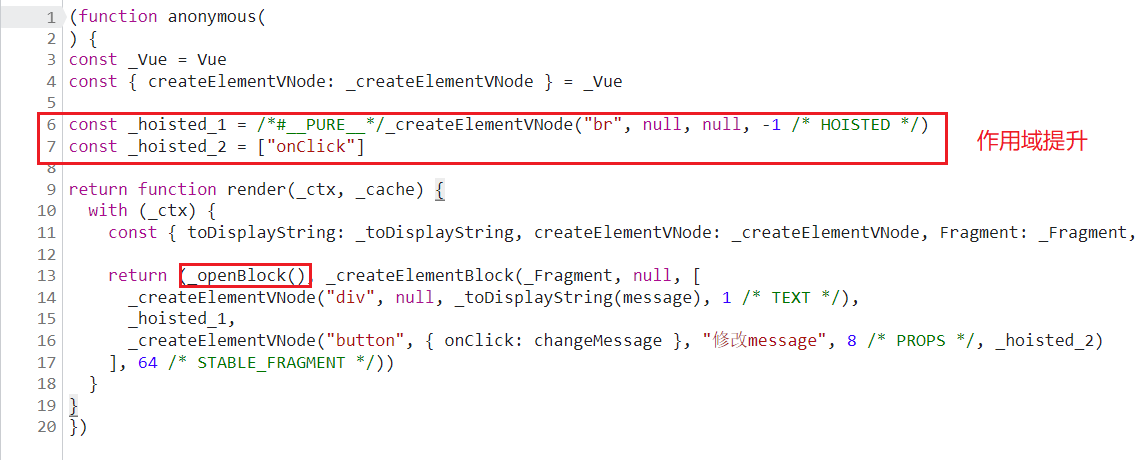 1 (function anonymous(
2 ) {
3 const _Vue = Vue
4 const { createElementVNode: _createElementVNode } = _Vue
5
6 const _hoisted_1 = /*#__PURE__*/_createElementVNode("br", null, null, -1 /* HOISTED */)
7 const _hoisted_2 = ["onClick"]
作用域提升
8
9 return function render(_ctx, _cache) {
10   with (_ctx) {
11     const { toDisplayString: _toDisplayString, createElementVNode: _createElementVNode, Fragment: _Fragment,
12
13     return (_openBlock(), _createElementBlock(_Fragment, null, [
14       _createElementVNode("div", null, _toDisplayString(message), 1 /* TEXT */),
15       _hoisted_1,
16       _createElementVNode("button", { onClick: changeMessage }, "修改message", 8 /* PROPS */, _hoisted_2)
17     ], 64 /* STABLE_FRAGMENT */))
18   }
19 }
20 })